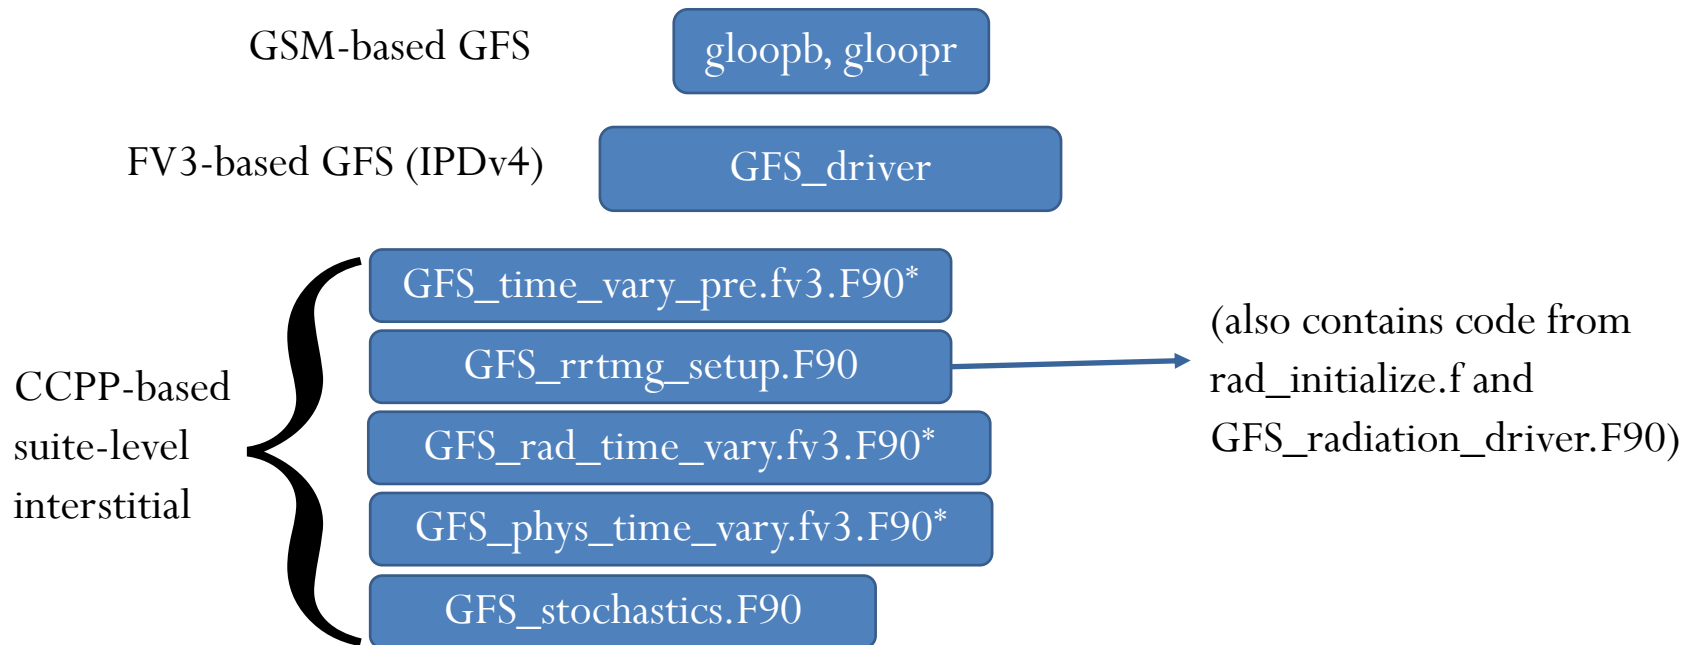 GSM-based GFS
gloopb, gloopr
FV3-based GFS (IPDv4)
GFS_driver
CCPP-based
suite-level
interstitial
GFS_time_vary_pre.fv3.F90*
GFS_rrtmg_setup.F90
GFS_rad_time_vary.fv3.F90*
GFS_phys_time_vary.fv3.F90*
GFS_stochastics.F90
(also contains code from
rad_initialize.f and
GFS_radiation_driver.F90)